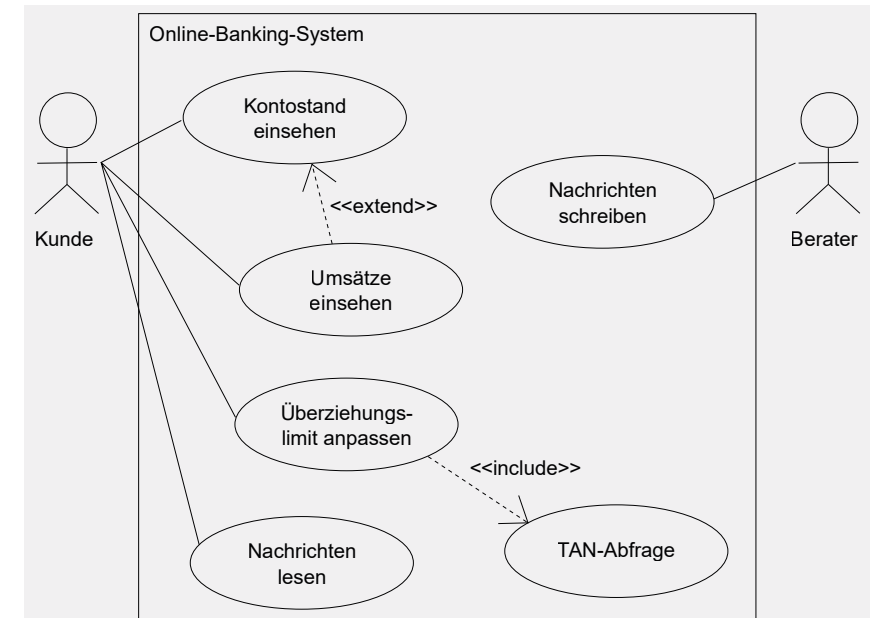 Online-Banking-System
Kontostand
einsehen
<<extend>>
Nachrichten
schreiben
Kunde
Berater
Umsätze
einsehen
Überziehungs-
limit anpassen
<<include>>
Nachrichten
lesen
TAN-Abfrage